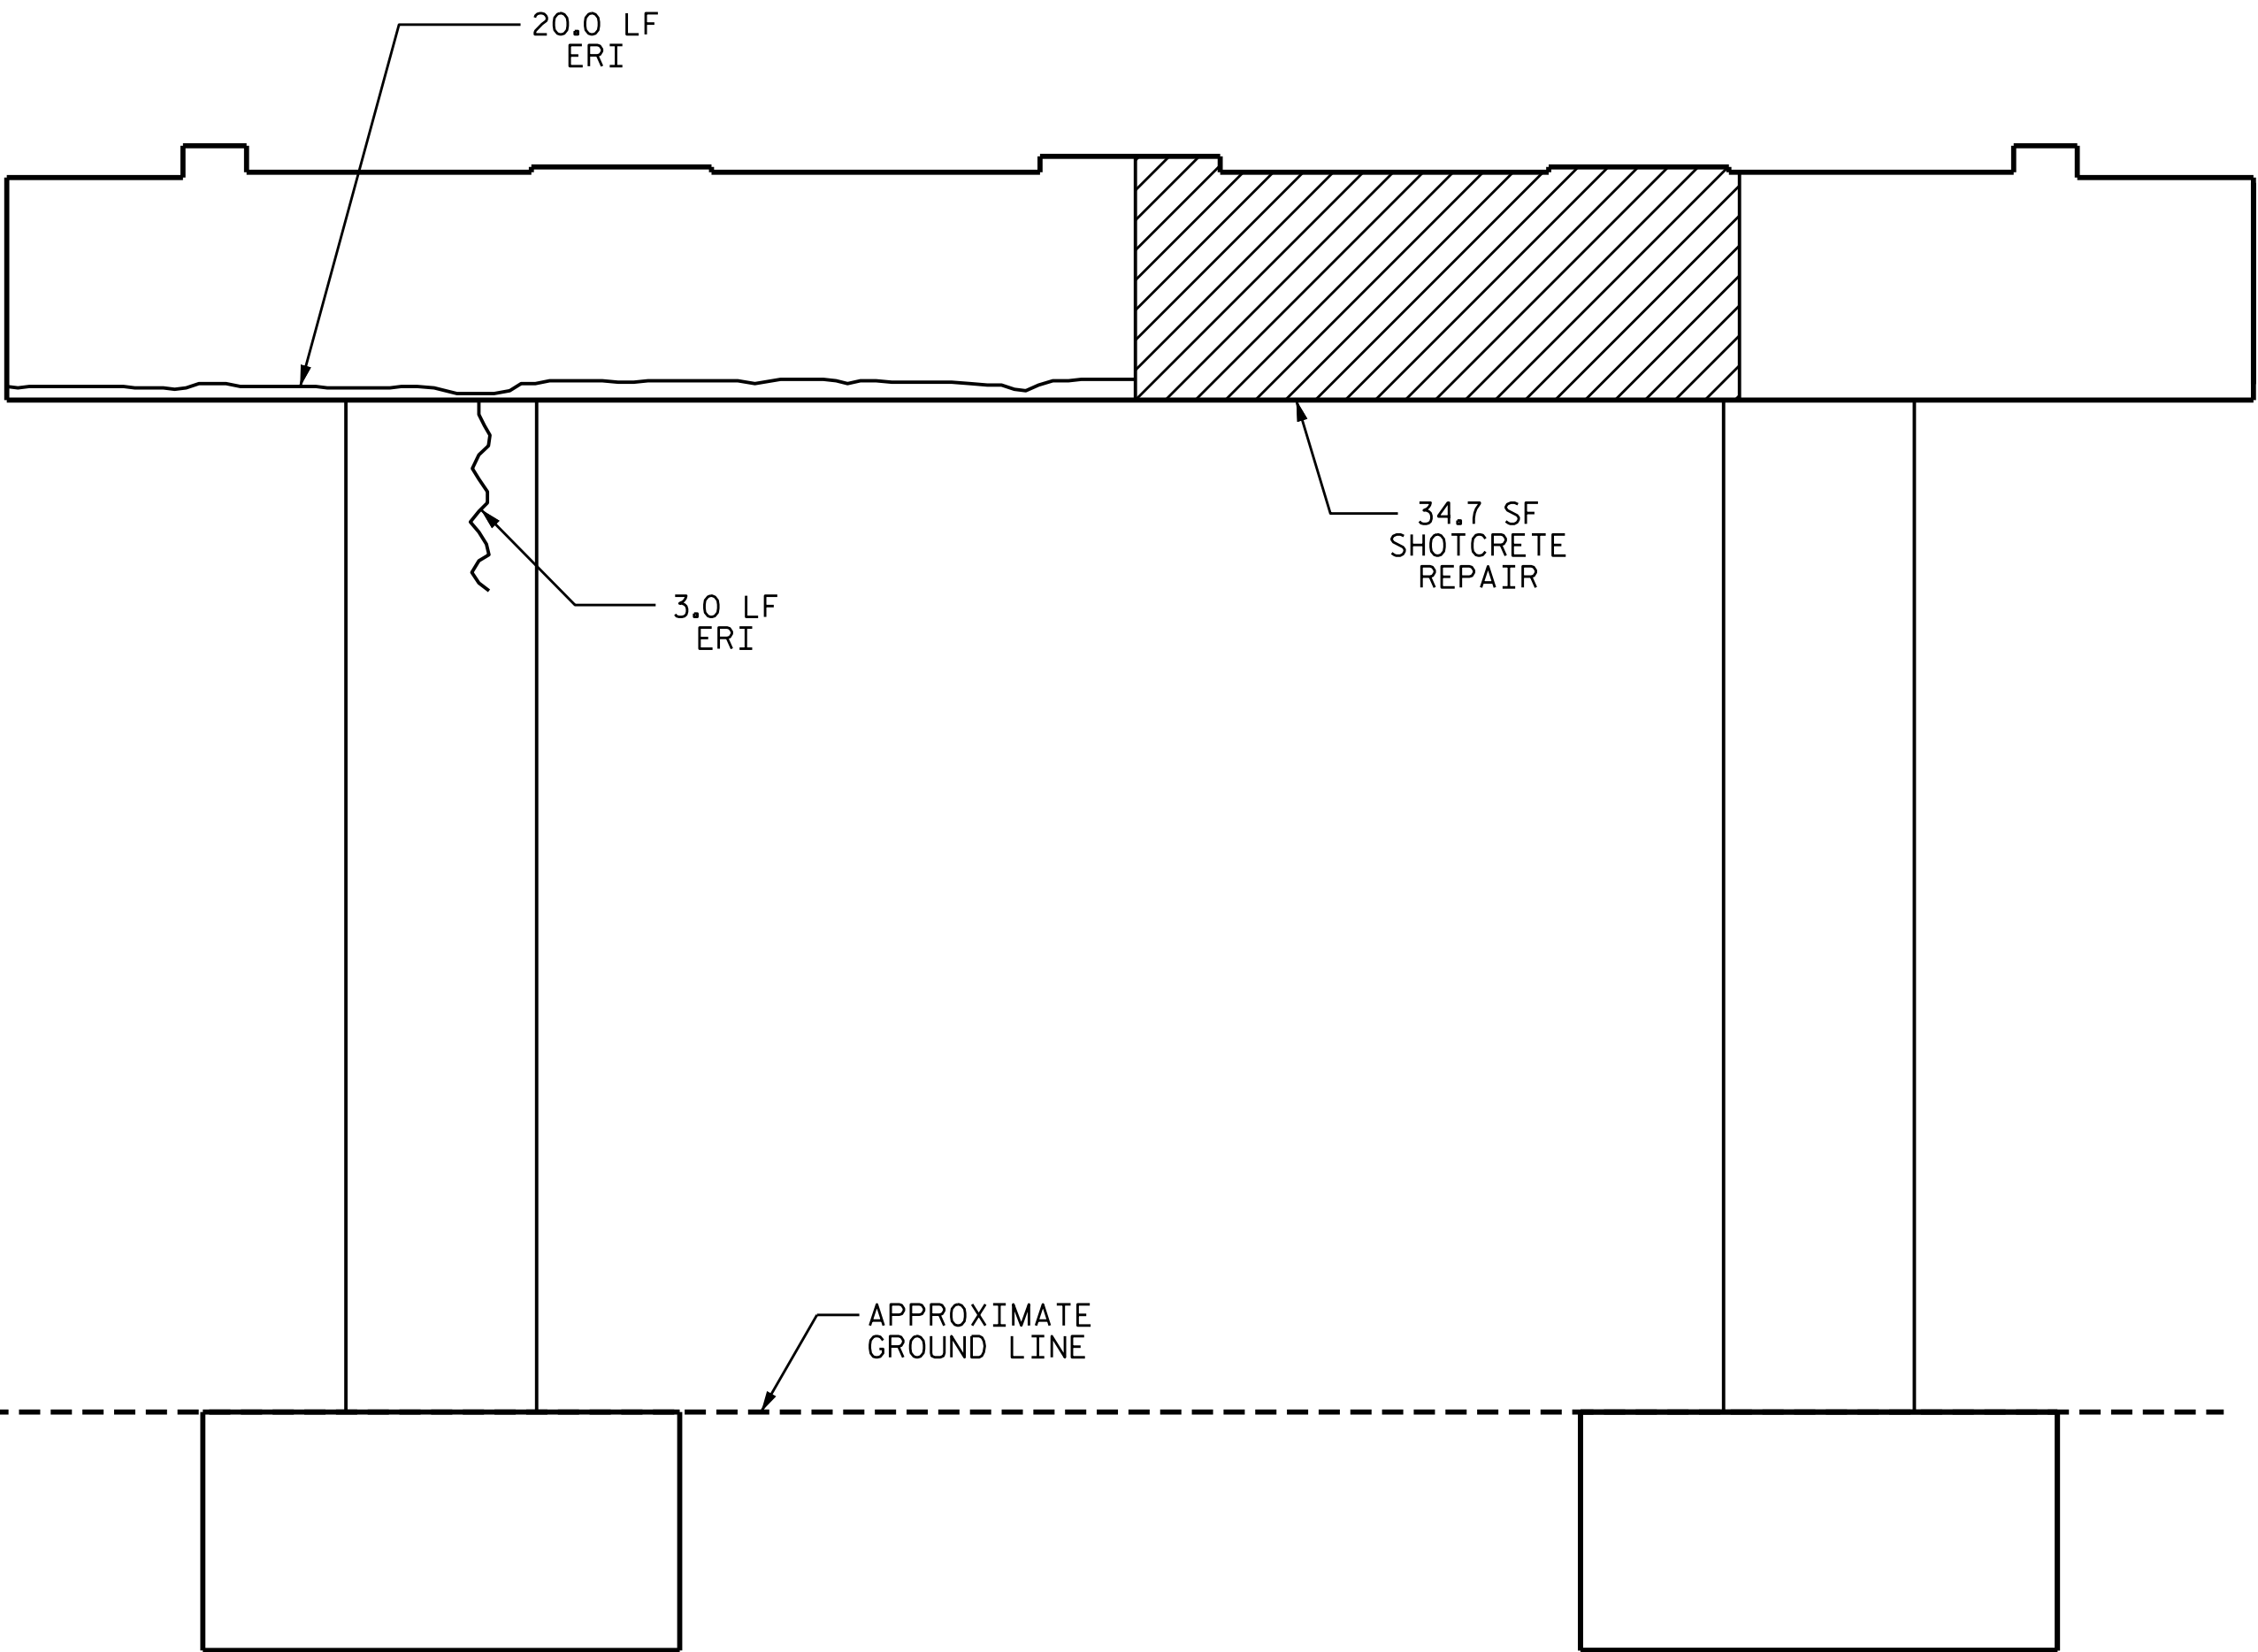 20.0 LF
ERI
34.7 SF
SHOTCRETE
REPAIR
3.0 LF
ERI
APPROXIMATE
GROUND LINE